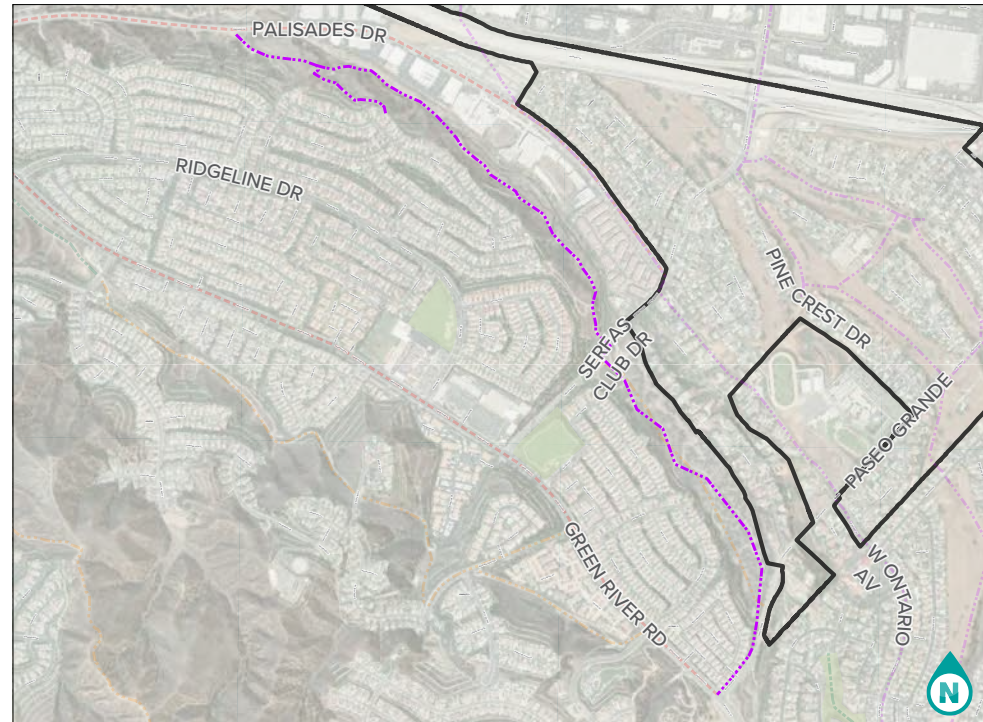 PALISADES DR
RIDGELINE DR
PINE CREST DR
SERFAS
CLUB DR
PASEO GRANDE
GREEN RIVER RD
W ONTARIO
AV
N